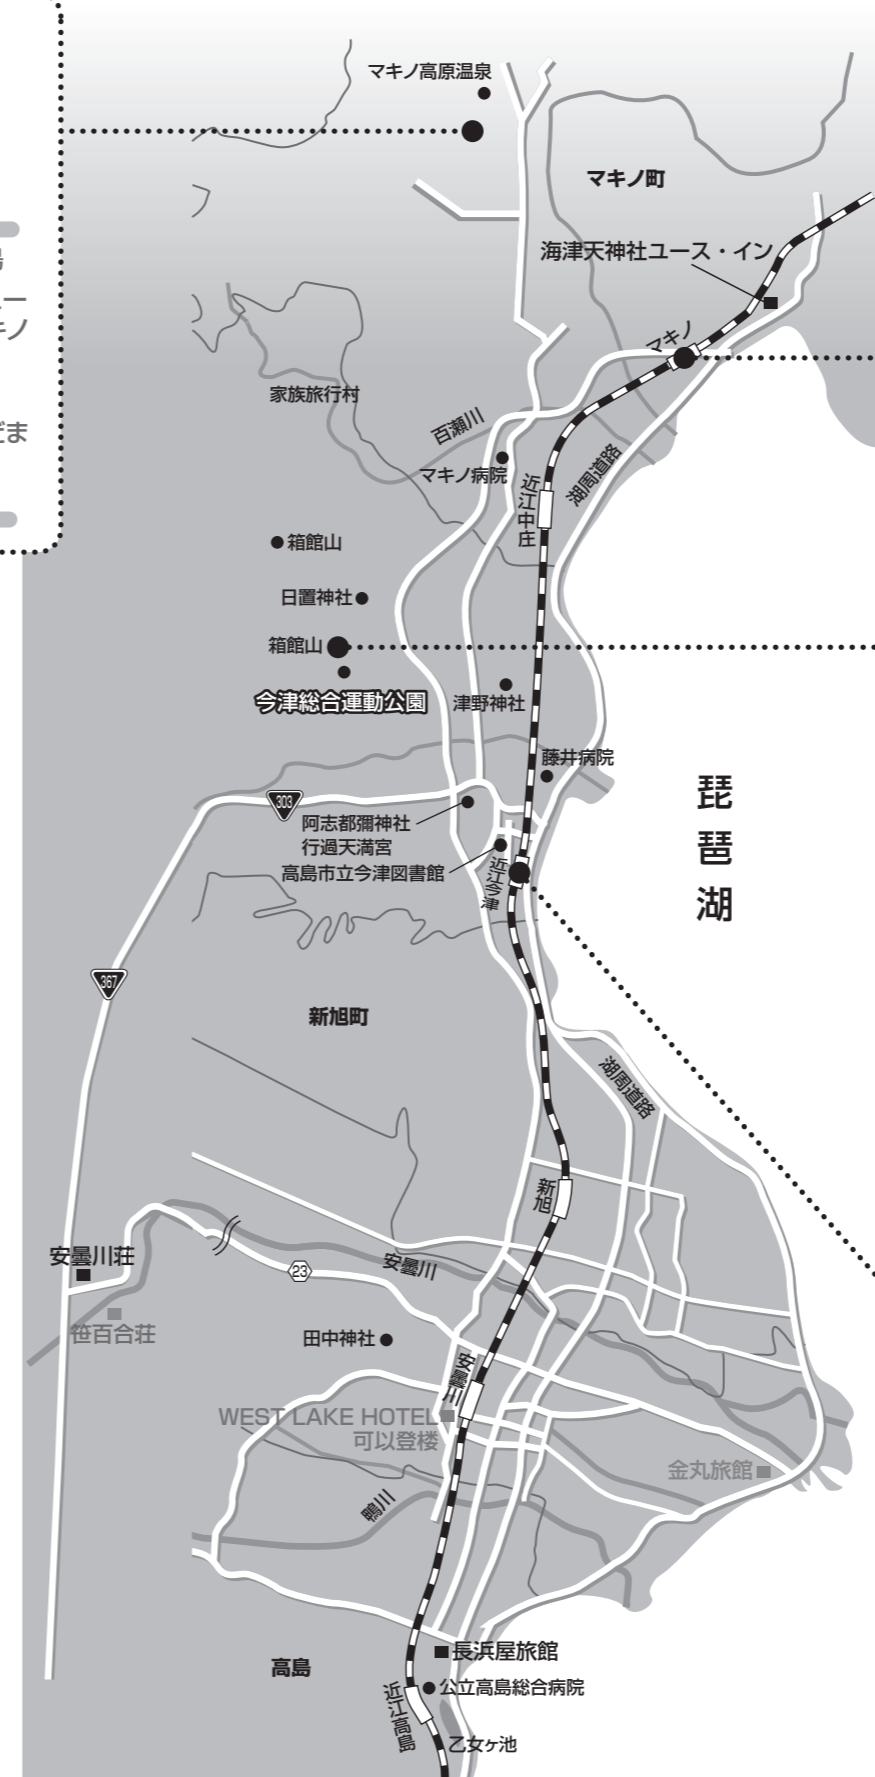 マキノ高原温泉
マキノ町
海津天神社ユース・イン
場
ュー
キノ
マキノ
家族旅行村
百瀬川
だま
マキノ病院
湖周道路
近江中庄
箱館山
日置神社
箱館山
今津総合運動公園
津野神社
藤井病院
琵琶湖
303
阿志都彌神社
行過天満宮
高島市立今津図書館
近江今津
367
新旭町
湖周道路
新旭
安曇川荘
安曇川
23
笹百合荘
田中神社
安曇川
WEST LAKE HOTEL
可以登楼
金丸旅館
鴨川
長浜屋旅館
高島
公立高島総合病院
近江高島
乙女ヶ池